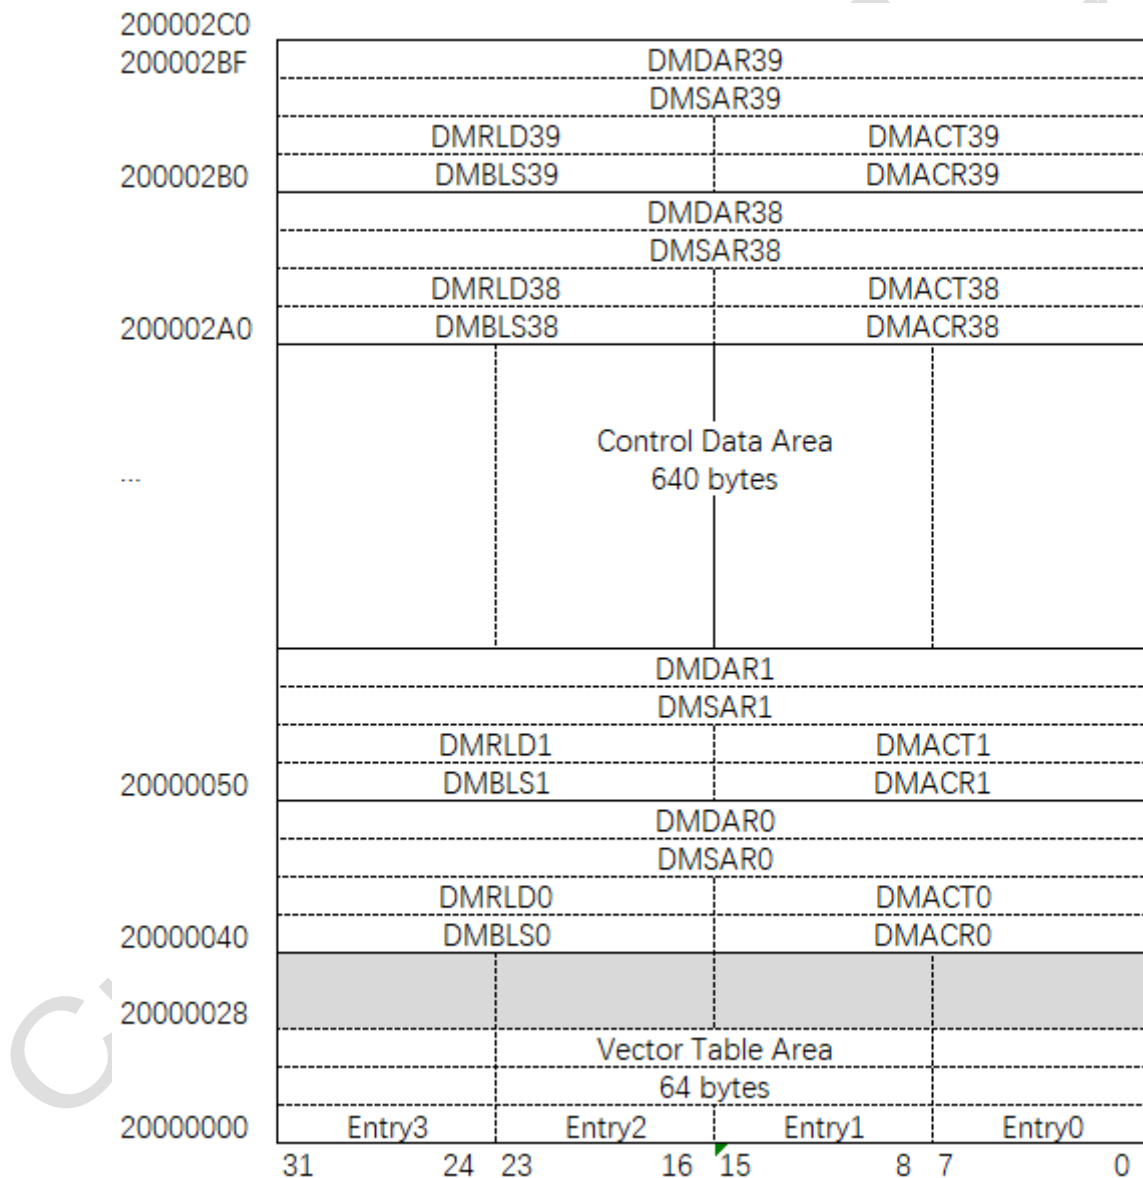 200002C0
200002BF DMDAR39
DMSAR39
DMRLD39 DMACT39
200002B0 DMBLS39 DMACR39
DMDAR38
DMSAR38
DMRLD38 DMACT38
200002A0 DMBLS38 DMACR38
Control Data Area
... 640 bytes
DMDAR1
DMSAR1
DMRLD1 DMACT1
20000050 DMBLS1 DMACR1
DMDAR0
DMSAR0
DMRLD0 DMACT0
20000040 DMBLS0 DMACR0
20000028
Vector Table Area
64 bytes
20000000 Entry3 Entry2 Entry1 Entry0
31 24 23 16 15 8 7 0